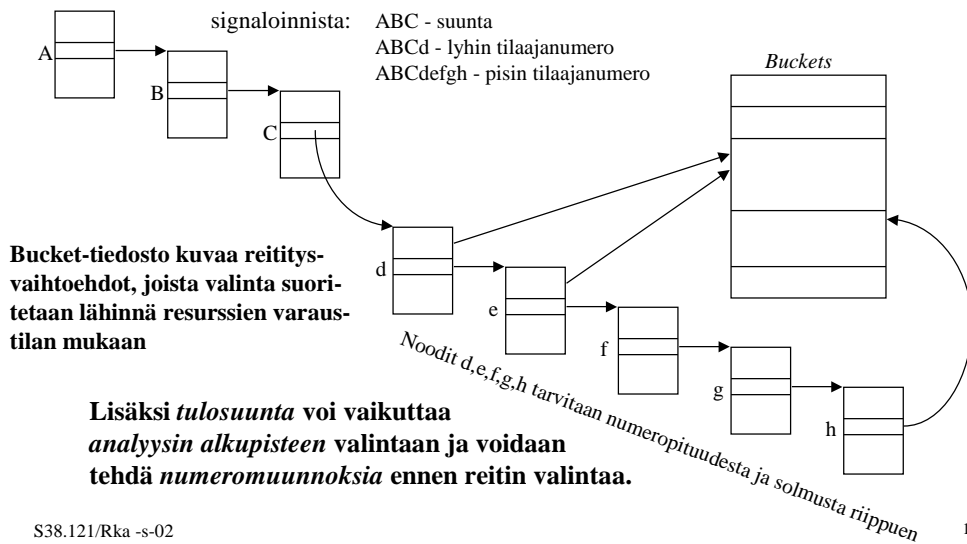 signaloinnista:
ABC - suunta
ABCd - lyhin tilaajanumero
ABCdefgh - pisin tilaajanumero
Buckets
A
B
C
d
e
f
g
h
Bucket-tiedosto kuvaa reititys-
vaihtoehdot, joista valinta suori-
tetaan lähinnä resurssien varaus-
tilan mukaan
Noodit d,e,f,g,h tarvitaan numeropituudesta ja solmusta riippuen
Lisäksi tulosuunta voi vaikuttaa
analyysin alkupisteen valintaan ja voidaan
tehdä numeromuunnoksia ennen reitin valintaa.
S38.121/Rka -s-02
1